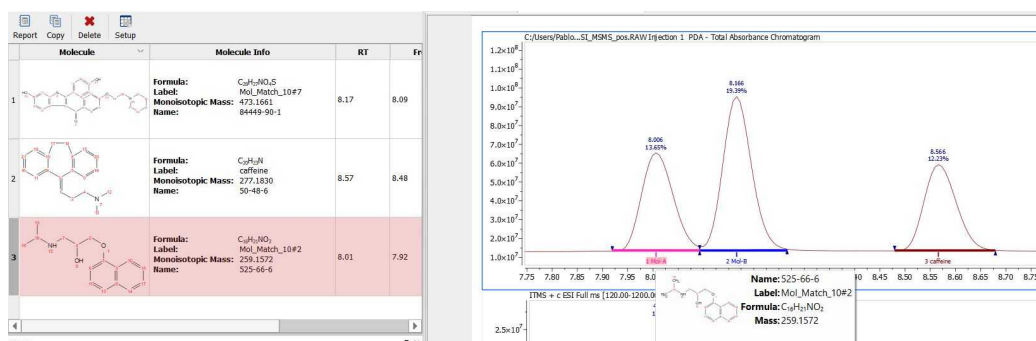 Report Copy Delete Setup
Molecule Molecule Info RT Fr
1
Formula: C₂₈H₂₇NO₄S
Label: Mol_Match_10#7
Monoisotopic Mass: 473.1661
Name: 84449-90-1
8.17 8.09
2
Formula: C₂₀H₂₃N
Label: caffeine
Monoisotopic Mass: 277.1830
Name: 50-48-6
8.57 8.48
3
Formula: C₁₆H₂₁NO₂
Label: Mol_Match_10#2
Monoisotopic Mass: 259.1572
Name: 525-66-6
8.01 7.92
C:/Users/Pablo...SI_MSMS_pos.RAW Injection 1 PDA - Total Absorbance Chromatogram
1.2×10⁸
1.1×10⁸
1.0×10⁸
9.0×10⁷
8.0×10⁷
7.0×10⁷
6.0×10⁷
5.0×10⁷
4.0×10⁷
3.0×10⁷
2.0×10⁷
1.0×10⁷
8.006
13.65%
8.166
19.39%
8.566
12.23%
1 Mol-A 2 Mol-B 3 caffeine
7.75 7.80 7.85 7.90 7.95 8.0 40 8.45 8.50 8.55 8.60 8.65 8.70 8.75
ITMS + c ESI Full ms [120.00-1200.00
2.5×10⁷
Name: 525-66-6
Label: Mol_Match_10#2
Formula: C₁₆H₂₁NO₂
Mass: 259.1572